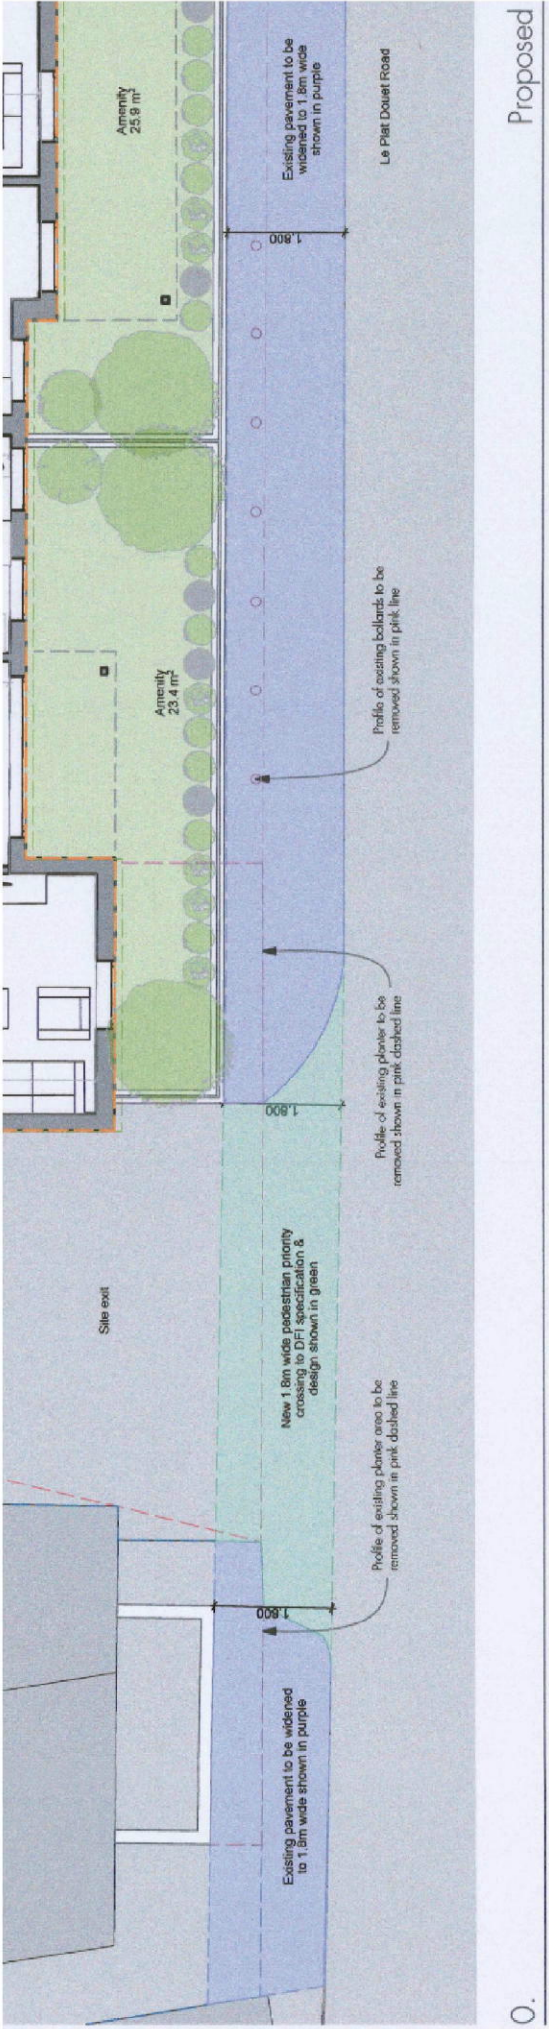 Amenity
25.9 m²
Existing pavement to be
widened to 1.8m wide
shown in purple
Le Plat Douet Road
1,800
Amenity
23.4 m²
Profile of existing bollards to be
removed shown in pink line
Profile of existing planter to be
removed shown in pink dashed line
1,800
Site exit
New 1.8m wide pedestrian priority
crossing to DFI specification &
design shown in green
Profile of existing planter area to be
removed shown in pink dashed line
1,800
Existing pavement to be widened
to 1.8m wide shown in purple
Proposed
0.